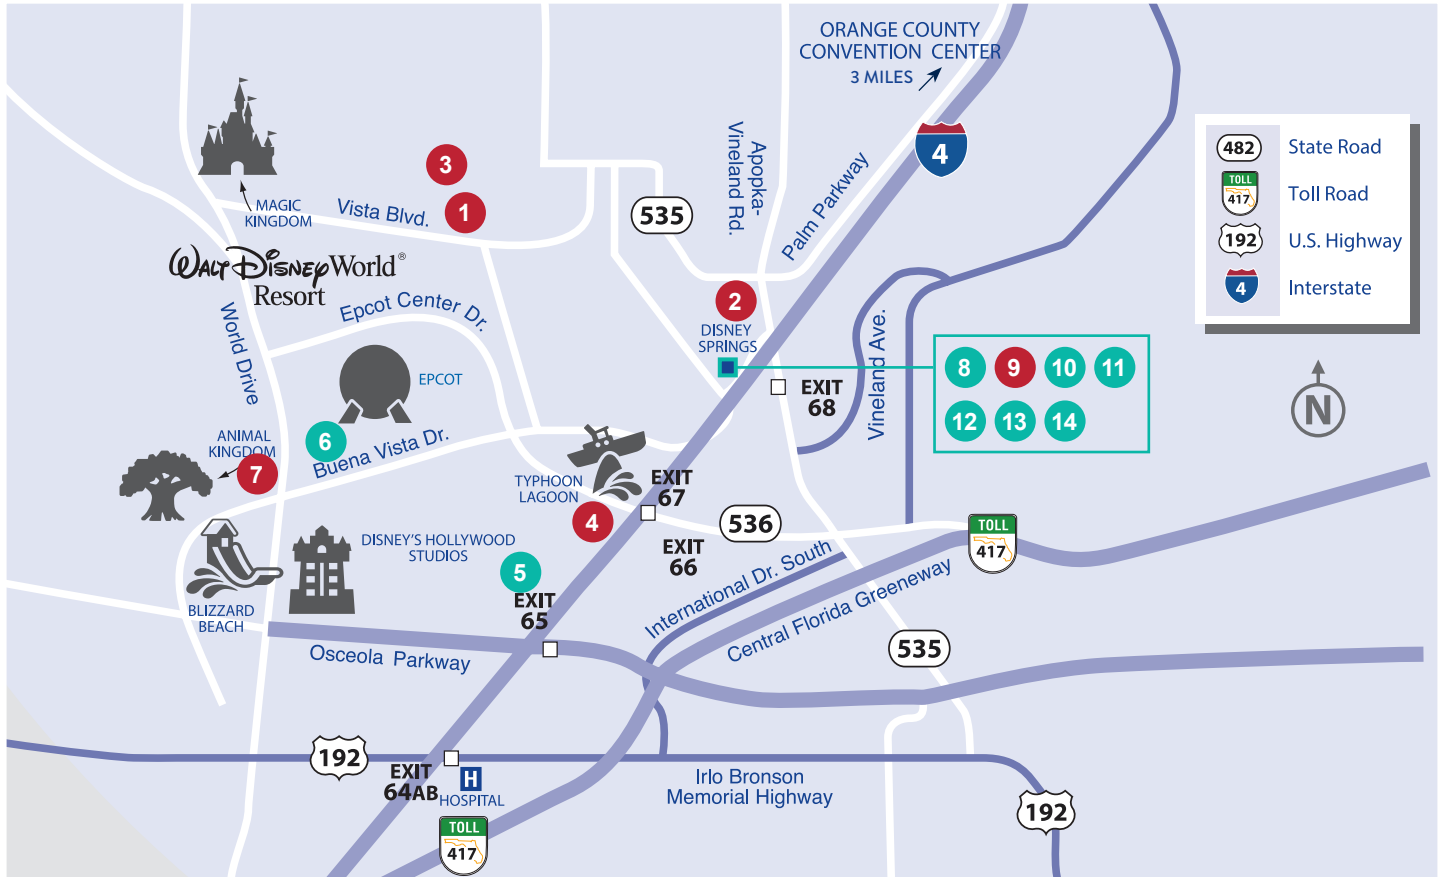 ORANGE COUNTY
CONVENTION CENTER
3 MILES
4
482
State Road
TOLL
417
Toll Road
192
U.S. Highway
4
Interstate
N
Apopka-
Vineland Rd.
Palm Parkway
535
3
1
MAGIC
KINGDOM
Vista Blvd.
WALT DISNEY World®
Resort
Epcot Center Dr.
World Drive
2
DISNEY
SPRINGS
EXIT
68
Vineland Ave.
8
9
10
11
12
13
14
EPCOT
6
Buena Vista Dr.
ANIMAL
KINGDOM
7
TYPHOON
LAGOON
4
EXIT
67
536
EXIT
66
TOLL
417
DISNEY'S HOLLYWOOD
STUDIOS
5
EXIT
65
BLIZZARD
BEACH
International Dr. South
Central Florida Greeneway
535
Osceola Parkway
192
EXIT
64AB
H
HOSPITAL
Irlo Bronson
Memorial Highway
192
TOLL
417